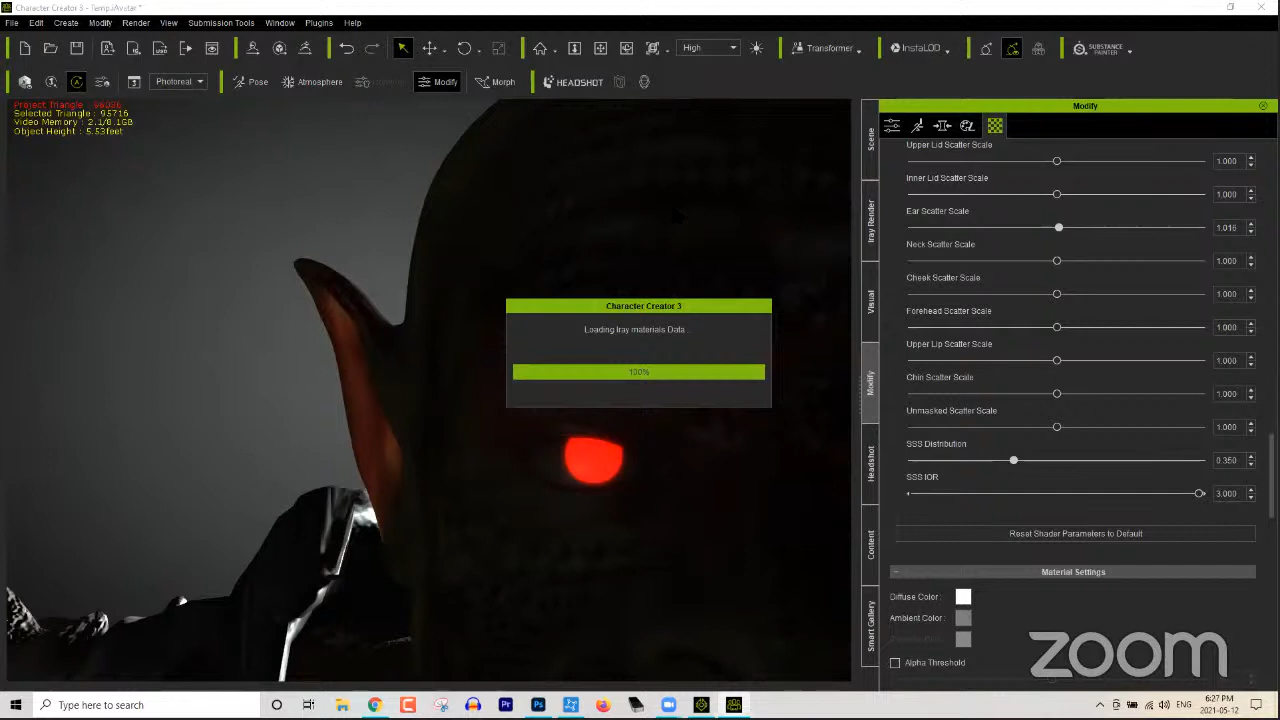 Character Creator 3 - Temp.iAvatar *
File Edit Create Modify Render View Submission Tools Window Plugins Help
High Transformer InstaLOD SUBSTANCE PAINTER
Photoreal Pose Atmosphere Modify Morph HEADSHOT
Project Triangle : 96036
Selected Triangle : 95716
Video Memory : 2.1/0.1GB
Object Height : 5.53feet
Scene
Iray Render
Visual
Modify
Headshot
Content
Smart Gallery
Modify
Upper Lid Scatter Scale
1.000
Inner Lid Scatter Scale
1.000
Ear Scatter Scale
1.016
Neck Scatter Scale
1.000
Cheek Scatter Scale
1.000
Forehead Scatter Scale
1.000
Upper Lip Scatter Scale
1.000
Chin Scatter Scale
1.000
Unmasked Scatter Scale
1.000
SSS Distribution
0.350
SSS IOR
3.000
Reset Shader Parameters to Default
Material Settings
Diffuse Color :
Ambient Color :
Alpha Threshold
Character Creator 3
Loading Iray materials Data...
100%
zoom
Type here to search
ENG
6:27 PM
2021-05-12